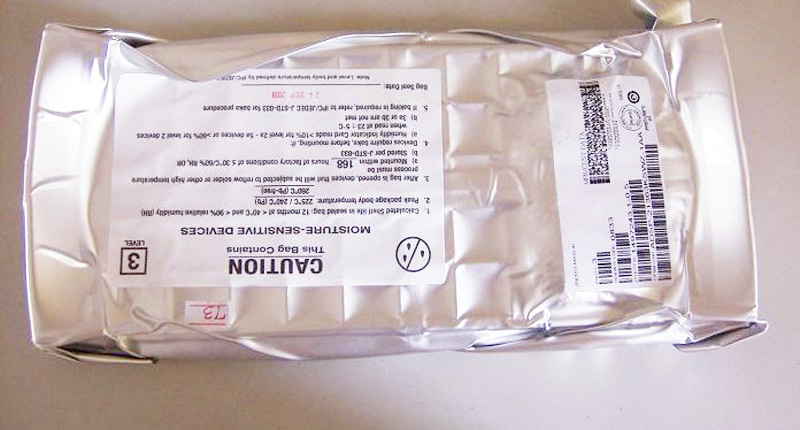 CAUTION
This Bag Contains
MOISTURE-SENSITIVE DEVICES
LEVEL
3
1. Calculated Shelf Life in sealed bag: 12 months at < 40°C and < 90% relative humidity (RH)
2. Peak package body temperature: 225°C / 240°C (Pb)
260°C (Pb-free)
3. After bag is opened, devices that will be subjected to reflow solder or other high temperature
process must be
a) Mounted within 168 hours of factory conditions ≤ 30°C/60% RH, OR
b) Stored per J-STD-033
4. Devices require bake, before mounting, if:
a) Humidity Indicator Card reads >10% for level 2a - 5a devices or >60% for level 2 devices
when read at 23 ± 5°C
b) 3a or 3b are not met
5. If baking is required, refer to IPC/JEDEC J-STD-033 for bake procedure
Bag Seal Date:
24 SEP 2008
Note: Level and body temperature defined by IPC/JEDEC
73
0833
1492243.1.0.5